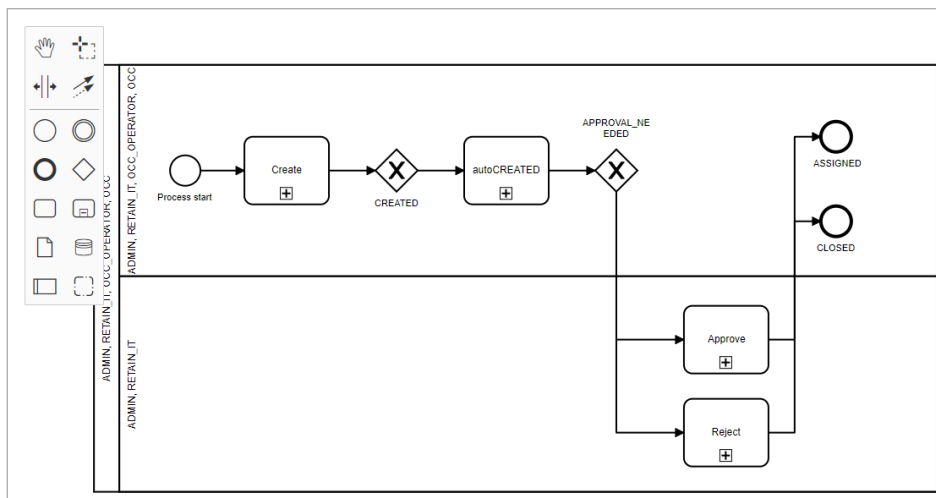 ADMIN, RETAIN_IT, OCC_OPERATOR, OCC
ADMIN, RETAIN_IT, OCC_OPERATOR, OCC
Process start
Create
CREATED
autoCREATED
APPROVAL_NE
EDED
ASSIGNED
CLOSED
ADMIN, RETAIN_IT
Approve
Reject